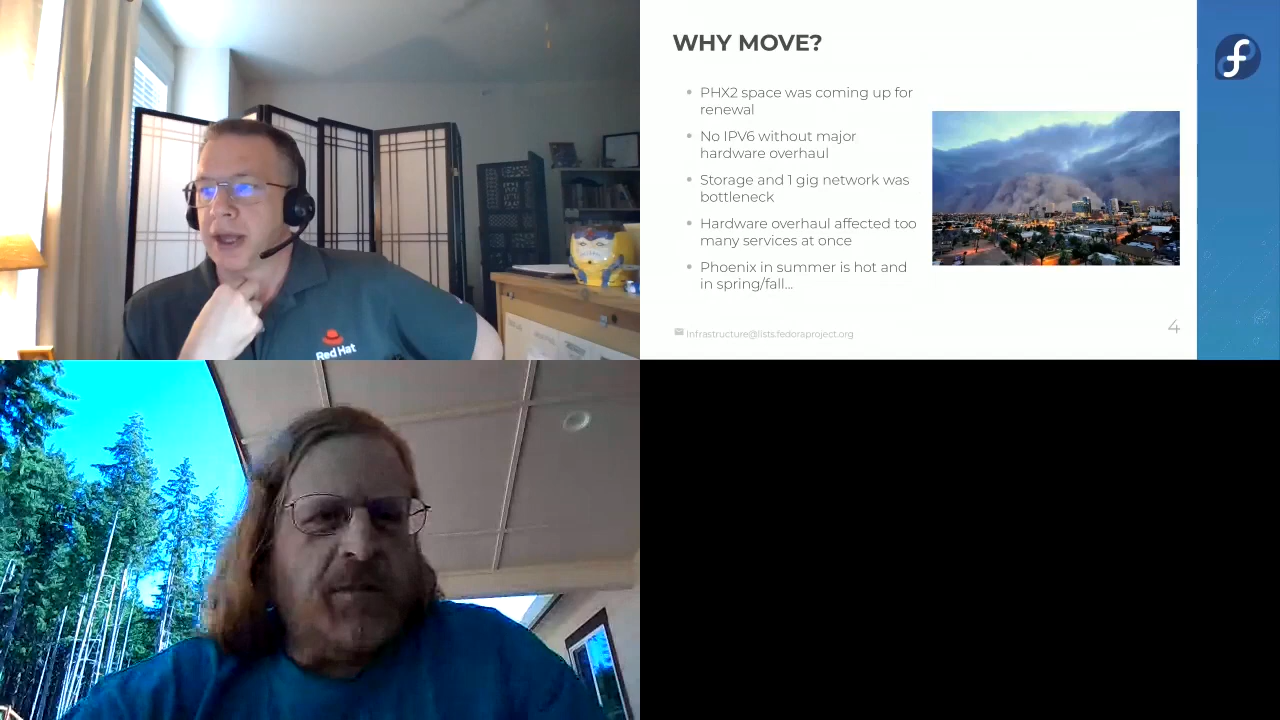 WHY MOVE?
PHX2 space was coming up for
renewal
No IPV6 without major
hardware overhaul
Storage and 1 gig network was
bottleneck
Hardware overhaul affected too
many services at once
Phoenix in summer is hot and
in spring/fall...
Infrastructure@lists.fedoraproject.org
4
Red Hat